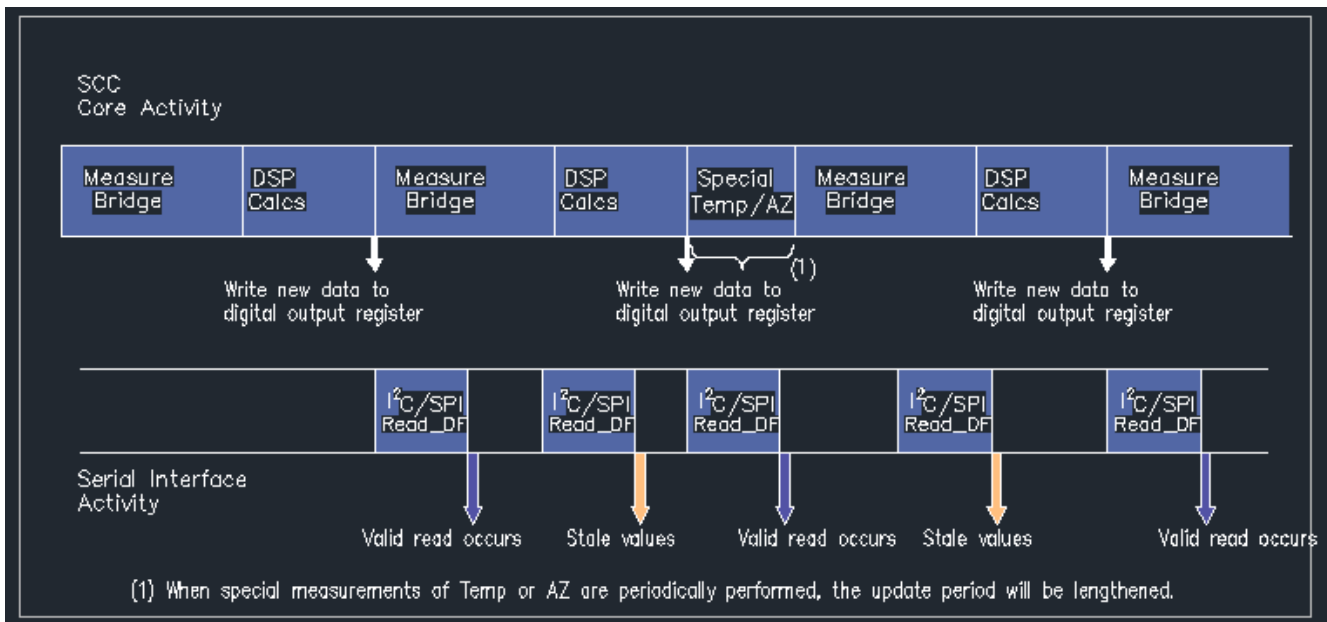 SCC
Core Activity
Measure
Bridge
DSP
Calcs
Measure
Bridge
DSP
Calcs
Special
Temp/AZ
Measure
Bridge
DSP
Calcs
Measure
Bridge
(1)
Write new data to
digital output register
Write new data to
digital output register
Write new data to
digital output register
I²C/SPI
Read_DF
I²C/SPI
Read_DF
I²C/SPI
Read_DF
I²C/SPI
Read_DF
I²C/SPI
Read_DF
Serial Interface
Activity
Valid read occurs
Stale values
Valid read occurs
Stale values
Valid read occurs
(1) When special measurements of Temp or AZ are periodically performed, the update period will be lengthened.